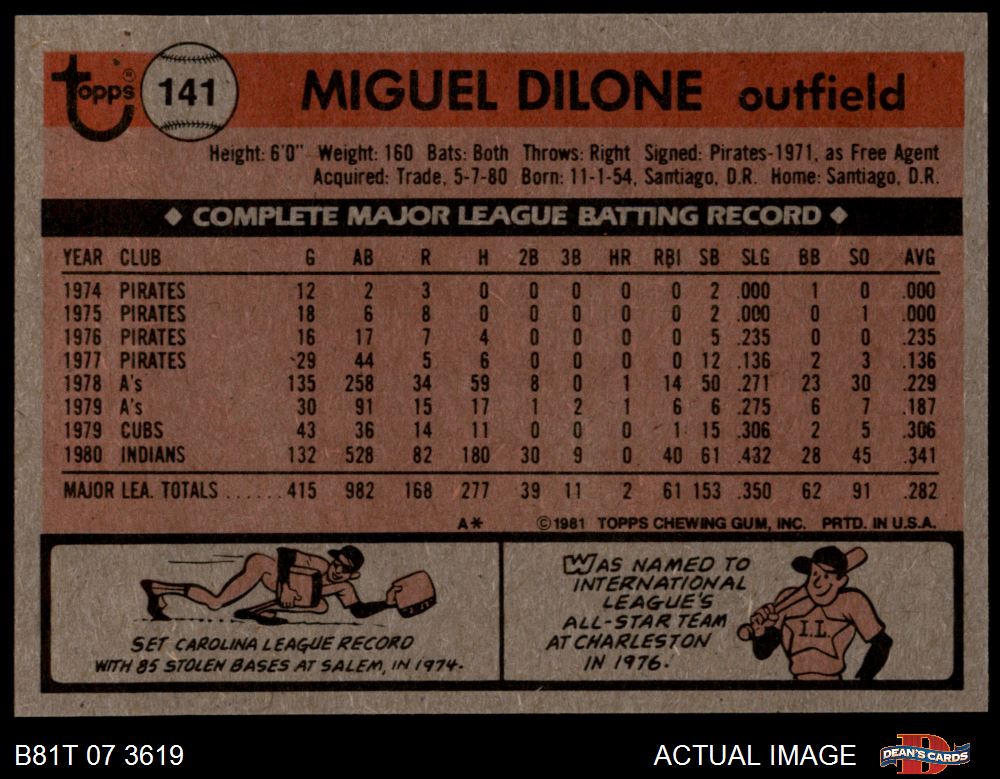 topps® 141 MIGUEL DILONE outfield
Height: 6'0" Weight: 160 Bats: Both Throws: Right Signed: Pirates-1971, as Free Agent
Acquired: Trade, 5-7-80 Born: 11-1-54, Santiago, D.R. Home: Santiago, D.R.
◆ COMPLETE MAJOR LEAGUE BATTING RECORD ◆
YEAR CLUB G AB R H 2B 3B HR RBI SB SLG BB SO AVG
1974 PIRATES 12 2 3 0 0 0 0 0 2 .000 1 0 .000
1975 PIRATES 18 6 8 0 0 0 0 0 2 .000 0 1 .000
1976 PIRATES 16 17 7 4 0 0 0 0 5 .235 0 0 .235
1977 PIRATES 29 44 5 6 0 0 0 0 12 .136 2 3 .136
1978 A's 135 258 34 59 8 0 1 14 50 .271 23 30 .229
1979 A's 30 91 15 17 1 2 1 6 6 .275 6 7 .187
1979 CUBS 43 36 14 11 0 0 0 1 15 .306 2 5 .306
1980 INDIANS 132 528 82 180 30 9 0 40 61 .432 28 45 .341
MAJOR LEA. TOTALS ...... 415 982 168 277 39 11 2 61 153 .350 62 91 .282
A* ©1981 TOPPS CHEWING GUM, INC. PRTD. IN U.S.A.
SET CAROLINA LEAGUE RECORD
WITH 85 STOLEN BASES AT SALEM, IN 1974.
WAS NAMED TO
INTERNATIONAL
LEAGUE'S
ALL-STAR TEAM
AT CHARLESTON
IN 1976.
I.L.
B81T 07 3619 ACTUAL IMAGE DEAN'S CARDS